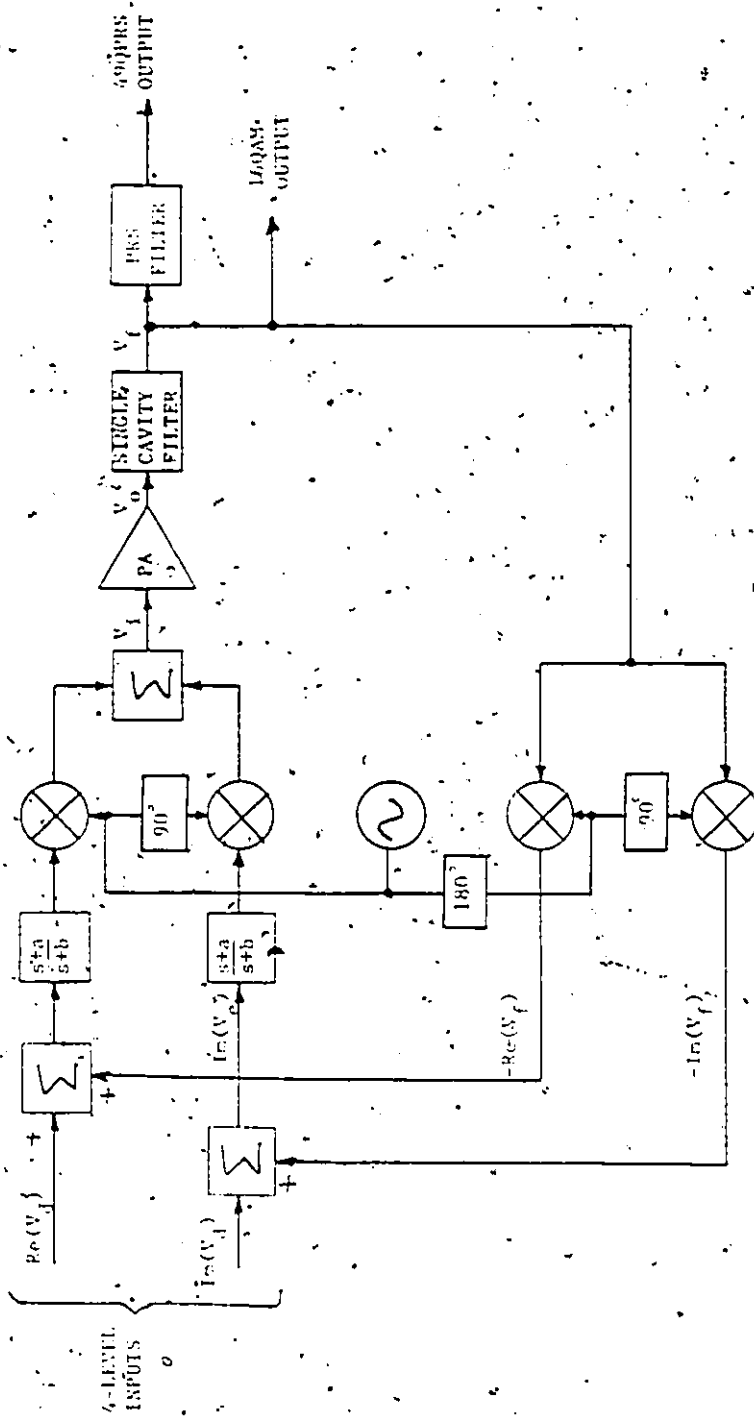 4-LEVEL
INPUTS
Re(V_d)
+
+
Σ
s+a
s+b
90°
Σ
V_i
PA
V_o
SINGLE
CAVITY
FILTER
V_f
PRS
FILTER
49QPRS
OUTPUT
16QAM
OUTPUT
Im(V_d)
+
Σ
Im(V_e)
s+a
s+b
180°
-Re(V_f)
90°
-Im(V_f)